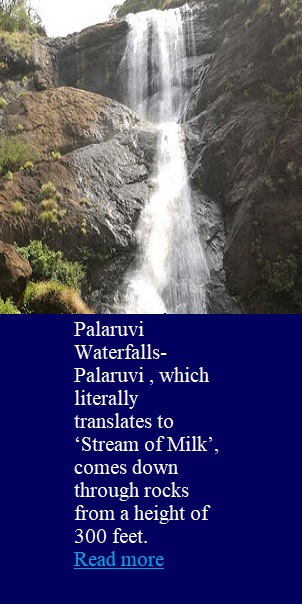 Palaruvi
Waterfalls-
Palaruvi , which
literally
translates to
‘Stream of Milk’,
comes down
through rocks
from a height of
300 feet.
Read more